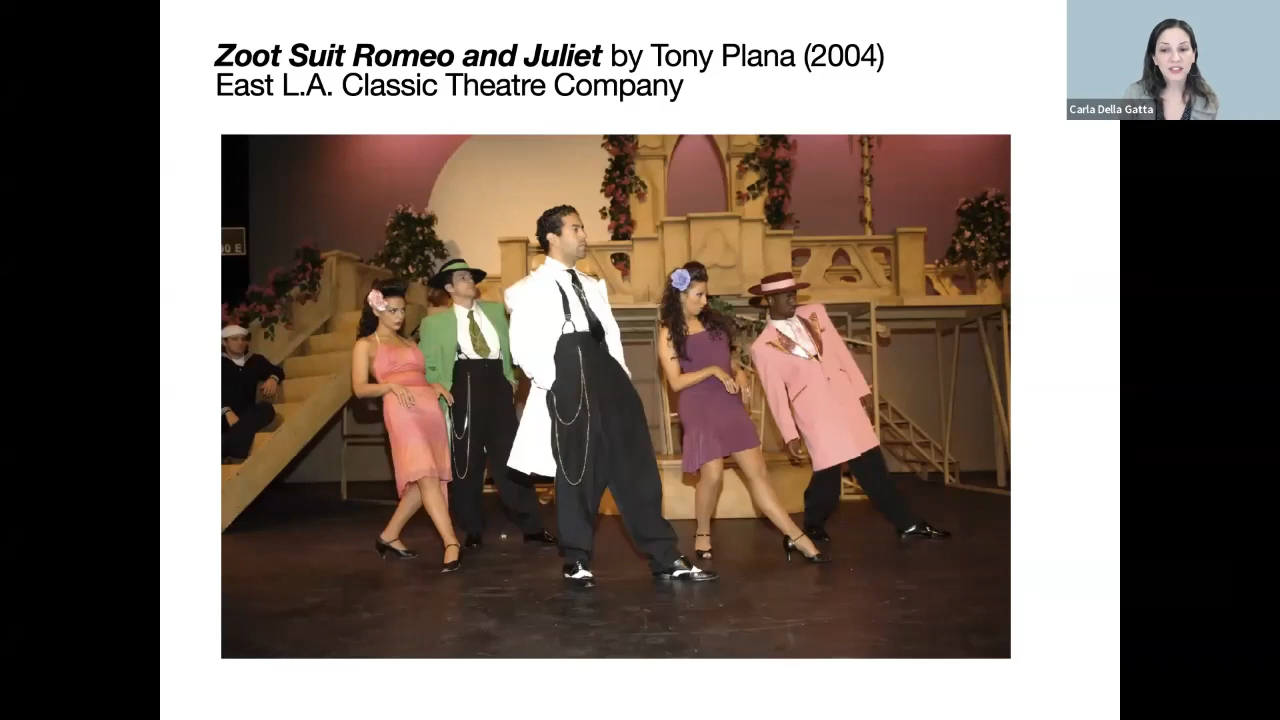 Zoot Suit Romeo and Juliet by Tony Plana (2004)
East L.A. Classic Theatre Company
Carla Della Gatta